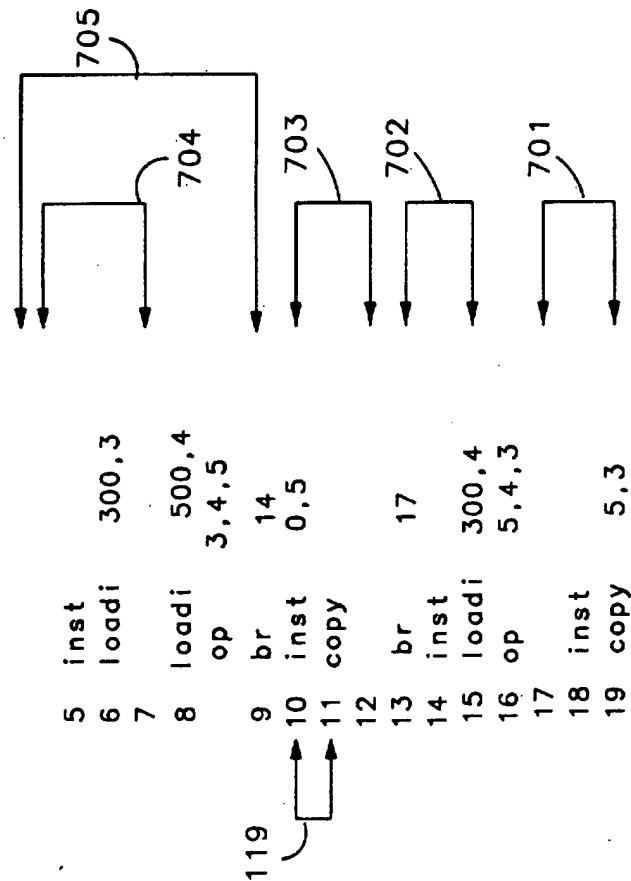 705
5 inst
6 loadi 300,3
7
704
8 loadi 500,4
op 3,4,5
119
9 br 14
10 inst 0,5
703
11 copy
12
13 br 17
702
14 inst
15 loadi 300,4
16 op 5,4,3
17
18 inst
701
19 copy 5,3